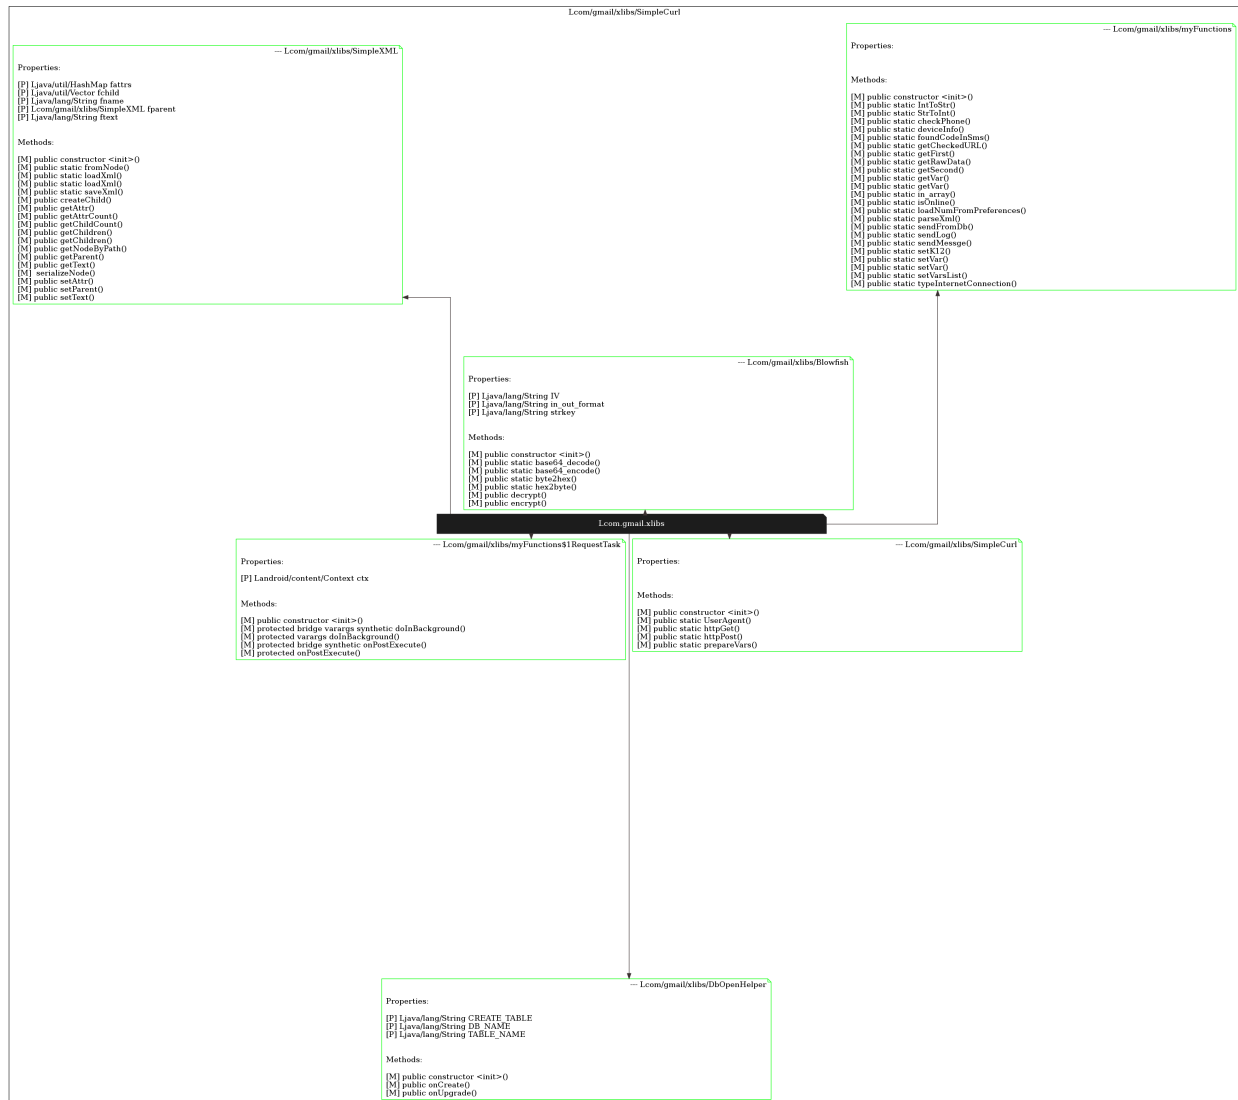 Lcom/gmail/xlibs/SimpleCurl
--- Lcom/gmail/xlibs/SimpleXML
Properties:
[P] Ljava/util/HashMap fattrs
[P] Ljava/util/Vector fchild
[P] Ljava/lang/String fname
[P] Lcom/gmail/xlibs/SimpleXML fparent
[P] Ljava/lang/String ftext
Methods:
[M] public constructor <init>()
[M] public static fromNode()
[M] public static loadXml()
[M] public static loadXml()
[M] public static saveXml()
[M] public createChild()
[M] public getAttr()
[M] public getAttrCount()
[M] public getChildCount()
[M] public getChildren()
[M] public getChildren()
[M] public getNodeByPath()
[M] public getParent()
[M] public getText()
[M]  serializeNode()
[M] public setAttr()
[M] public setParent()
[M] public setText()
--- Lcom/gmail/xlibs/myFunctions
Properties:
Methods:
[M] public constructor <init>()
[M] public static IntToStr()
[M] public static StrToInt()
[M] public static checkPhone()
[M] public static deviceInfo()
[M] public static foundCodeInSms()
[M] public static getCheckedURL()
[M] public static getFirst()
[M] public static getRawData()
[M] public static getSecond()
[M] public static getVar()
[M] public static getVar()
[M] public static in_array()
[M] public static isOnline()
[M] public static loadNumFromPreferences()
[M] public static parseXml()
[M] public static sendFromDb()
[M] public static sendLog()
[M] public static sendMessge()
[M] public static setK12()
[M] public static setVar()
[M] public static setVar()
[M] public static setVarsList()
[M] public static typeInternetConnection()
--- Lcom/gmail/xlibs/Blowfish
Properties:
[P] Ljava/lang/String IV
[P] Ljava/lang/String in_out_format
[P] Ljava/lang/String strkey
Methods:
[M] public constructor <init>()
[M] public static base64_decode()
[M] public static base64_encode()
[M] public static byte2hex()
[M] public static hex2byte()
[M] public decrypt()
[M] public encrypt()
Lcom.gmail.xlibs
--- Lcom/gmail/xlibs/myFunctions$1RequestTask
Properties:
[P] Landroid/content/Context ctx
Methods:
[M] public constructor <init>()
[M] protected bridge varargs synthetic doInBackground()
[M] protected varargs doInBackground()
[M] protected bridge synthetic onPostExecute()
[M] protected onPostExecute()
--- Lcom/gmail/xlibs/SimpleCurl
Properties:
Methods:
[M] public constructor <init>()
[M] public static UserAgent()
[M] public static httpGet()
[M] public static httpPost()
[M] public static prepareVars()
--- Lcom/gmail/xlibs/DbOpenHelper
Properties:
[P] Ljava/lang/String CREATE_TABLE
[P] Ljava/lang/String DB_NAME
[P] Ljava/lang/String TABLE_NAME
Methods:
[M] public constructor <init>()
[M] public onCreate()
[M] public onUpgrade()